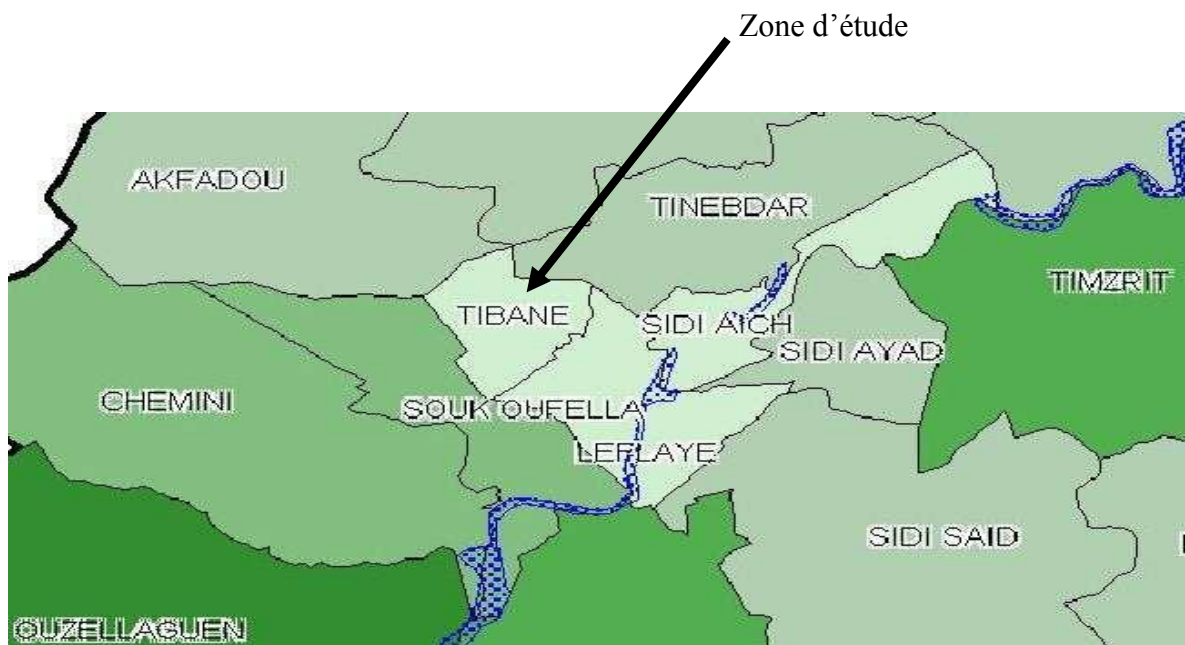 Zone d'étude
AKFADOU
TINEBDAR
TIMZRIT
TIBANE
SIDI AICH
SIDI AYAD
CHEMINI
SOUK OUFELLA
LEFLAYE
SIDI SAID
OUZELLAGUEN